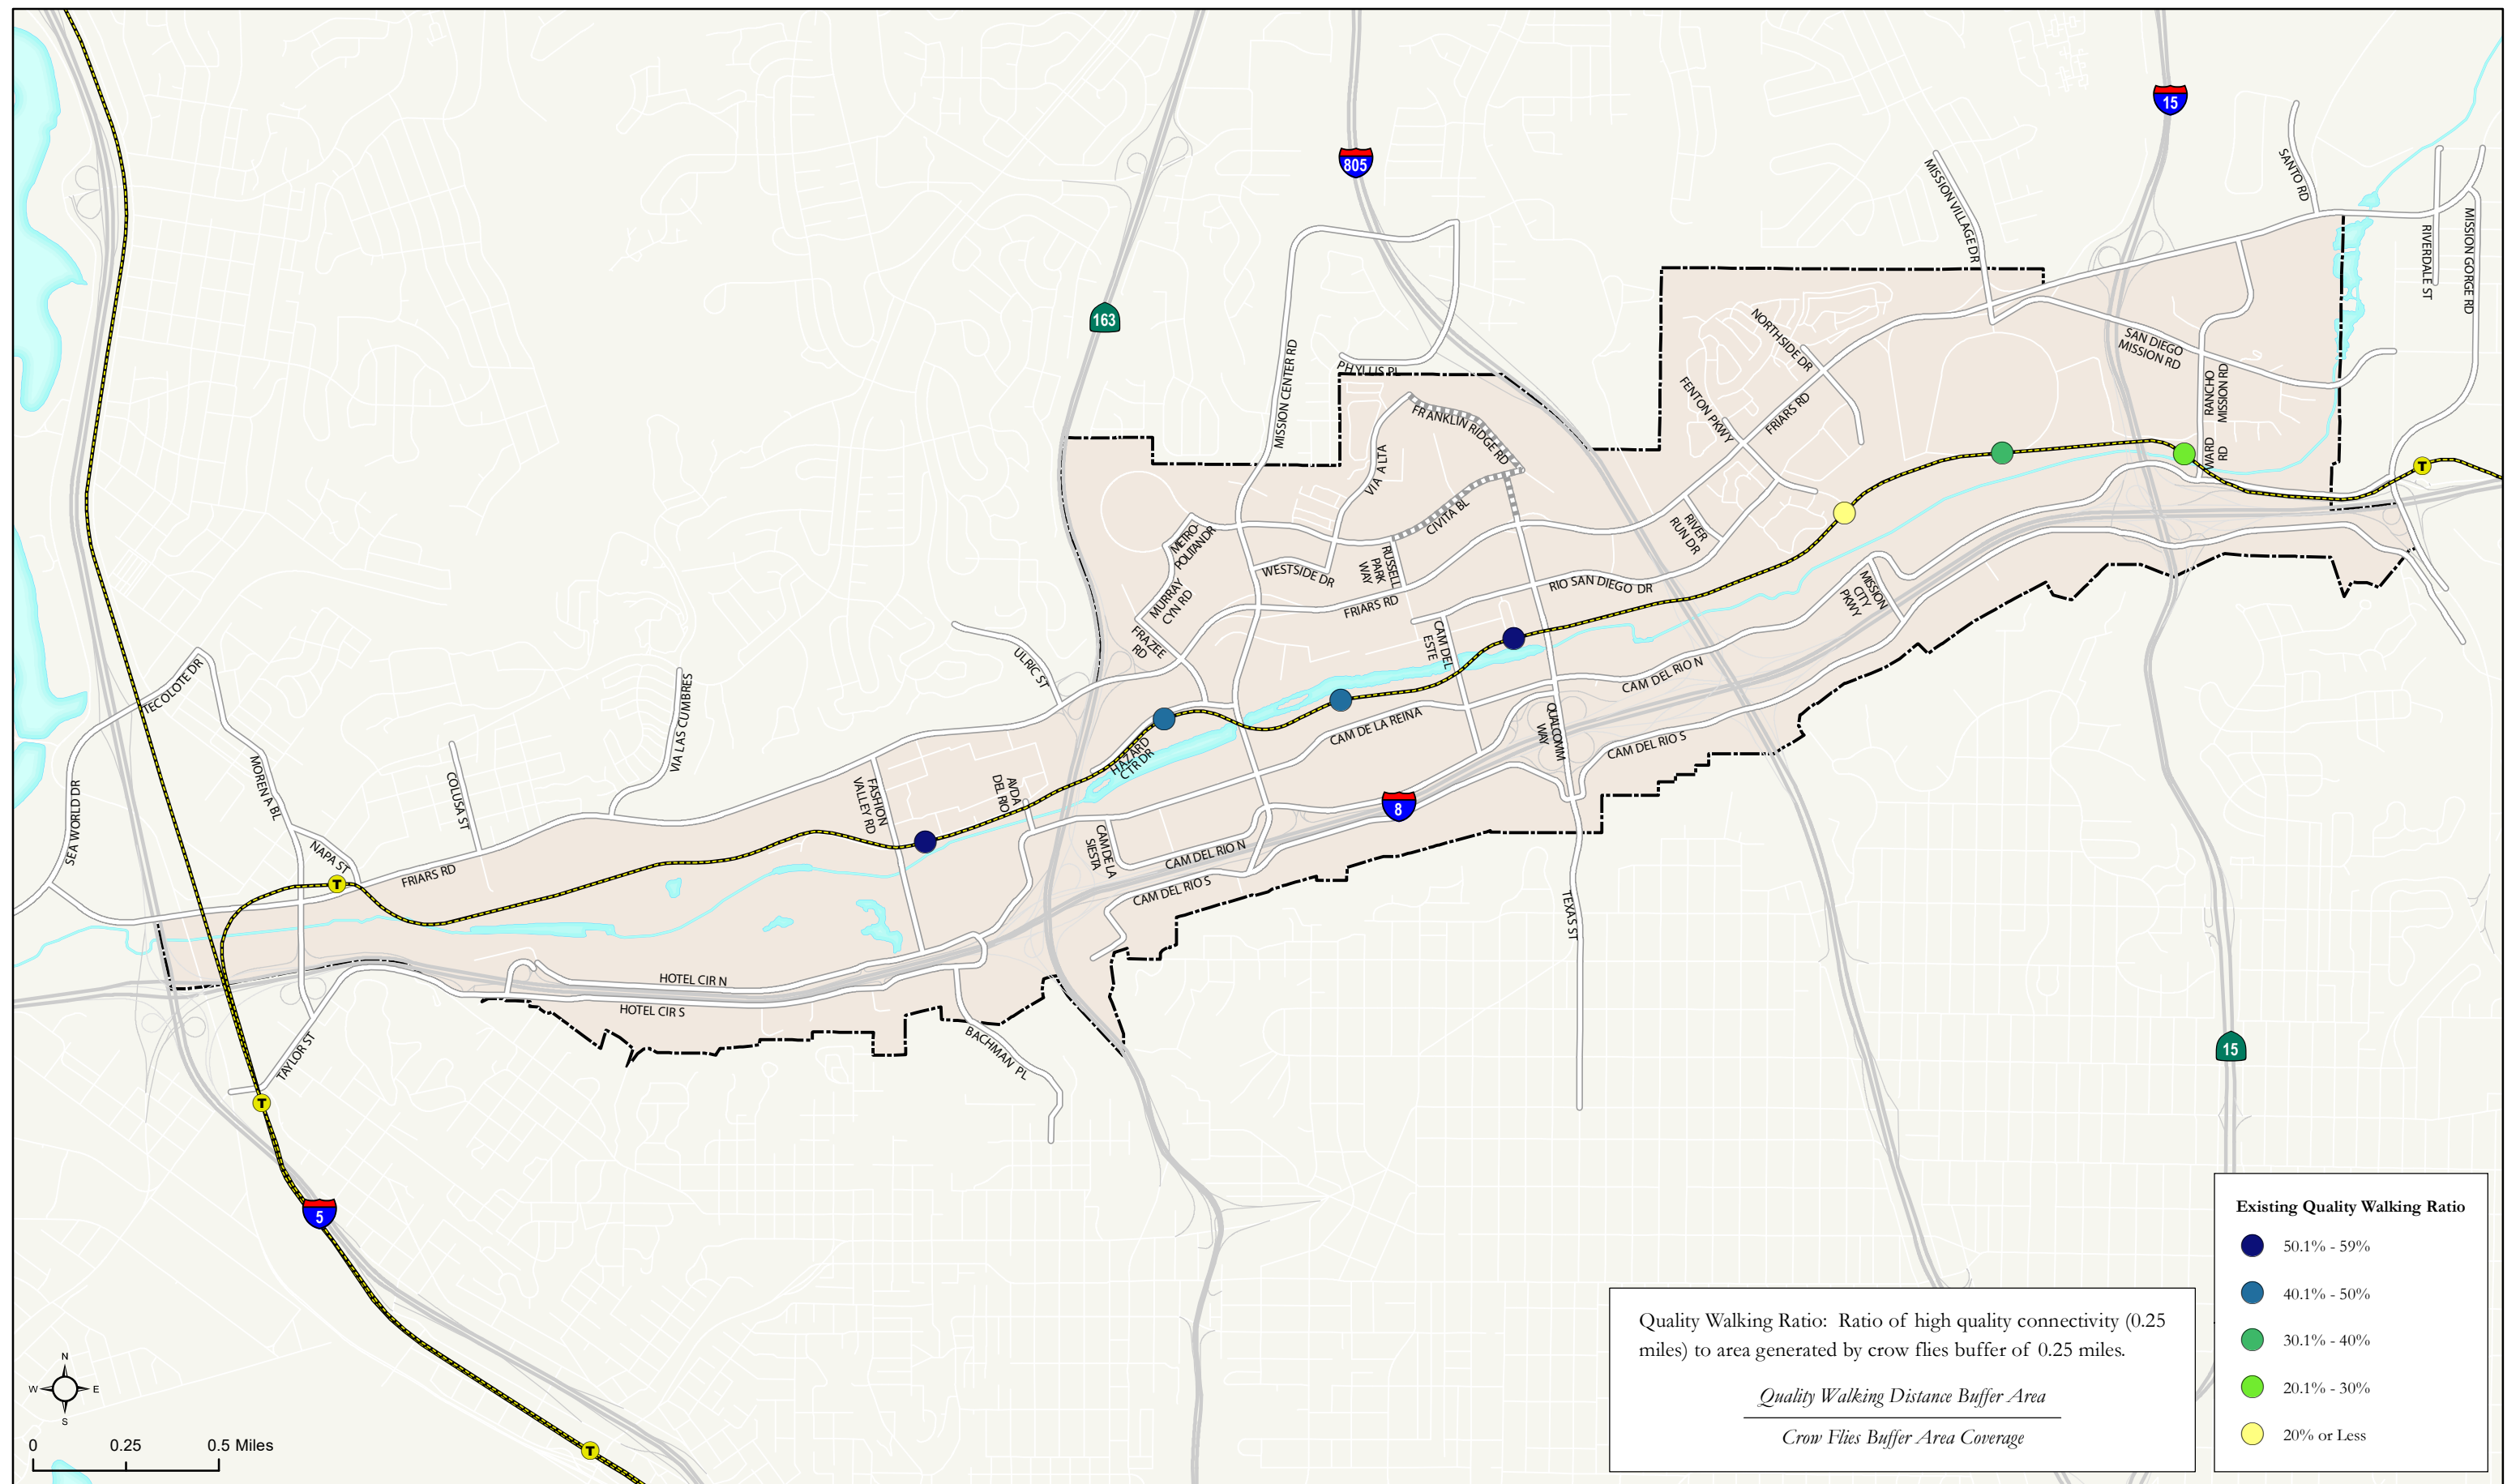 805
15
163
SANTO RD
MISSION VILLAGE DR
RIVERDALE ST
MISSION GORGE RD
NORTHSIDE DR
SAN DIEGO
MISSION RD
PHYLLIS PL
MISSION CENTER RD
FENTON PKWY
FRIARS RD
RANCHO
MISSION RD
FRANKLIN RIDGE RD
VIA ALTA
WARD
RD
T
CIVITA BL
RIVER
RUN DR
METRO-
POLITAN DR
WESTSIDE DR
RUSSELL
PARK
WAY
MURRAY
CYN RD
RIO SAN DIEGO DR
MISSION
CITY
PKWY
FRIARS RD
FRAZEE
RD
CAM DEL
ESTE
ULRIC ST
TECOLOTE DR
CAM DEL RIO N
VIA LAS CUMBRES
CAM DE LA REINA
QUALCOMM
WAY
CAM DEL RIO S
HAZARD
CTR DR
MORENA BL
COLUSA ST
SEA WORLD DR
FASHION
VALLEY RD
AVDA
DEL RIO
8
CAM DE LA
SIESTA
CAM DEL RIO N
NAPA ST
T
FRIARS RD
CAM DEL RIO S
TEXAS ST
HOTEL CIR N
HOTEL CIR S
BACHMAN PL
TAYLOR ST
15
T
5
T
N
W
E
S
0
0.25
0.5 Miles
Quality Walking Ratio: Ratio of high quality connectivity (0.25
miles) to area generated by crow flies buffer of 0.25 miles.
Quality Walking Distance Buffer Area
Crow Flies Buffer Area Coverage
Existing Quality Walking Ratio
50.1% - 59%
40.1% - 50%
30.1% - 40%
20.1% - 30%
20% or Less